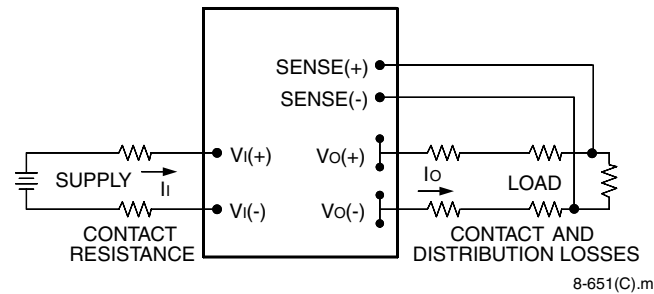 SENSE(+)
SENSE(-)
VI(+)
VO(+)
SUPPLY
II
IO
LOAD
VI(-)
VO(-)
CONTACT
RESISTANCE
CONTACT AND
DISTRIBUTION LOSSES
8-651(C).m